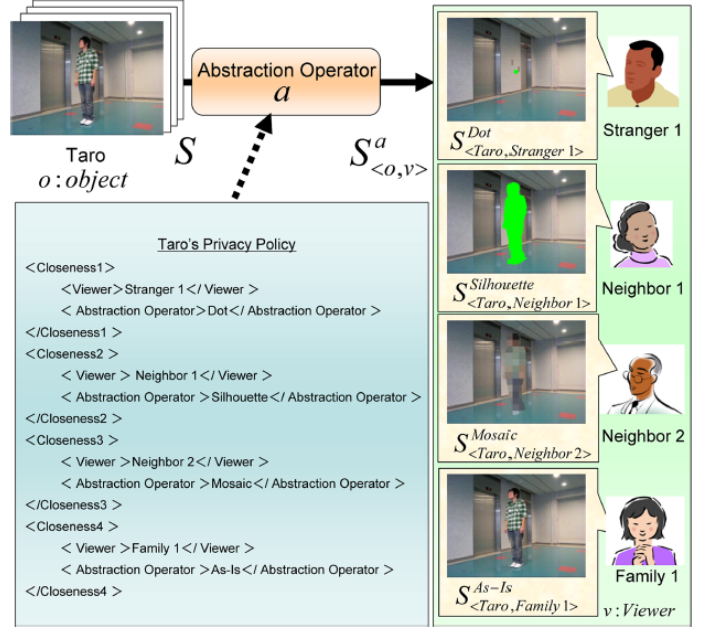 Abstraction Operator
a
Taro
o : object
S
S^a_{<o,v>}
Taro's Privacy Policy
<Closeness1>
<Viewer>Stranger 1</ Viewer >
< Abstraction Operator>Dot</ Abstraction Operator >
</Closeness1 >
<Closeness2>
< Viewer > Neighbor 1</ Viewer >
< Abstraction Operator >Silhouette</ Abstraction Operator >
</Closeness2 >
<Closeness3>
< Viewer >Neighbor 2</ Viewer >
< Abstraction Operator >Mosaic</ Abstraction Operator >
</Closeness3 >
<Closeness4>
< Viewer >Family 1</ Viewer >
< Abstraction Operator >As-Is</ Abstraction Operator >
</Closeness4 >
S^{Dot}_{<Taro,Stranger 1>}
Stranger 1
S^{Silhouette}_{<Taro,Neighbor 1>}
Neighbor 1
S^{Mosaic}_{<Taro,Neighbor 2>}
Neighbor 2
S^{As-Is}_{<Taro,Family 1>}
Family 1
v : Viewer